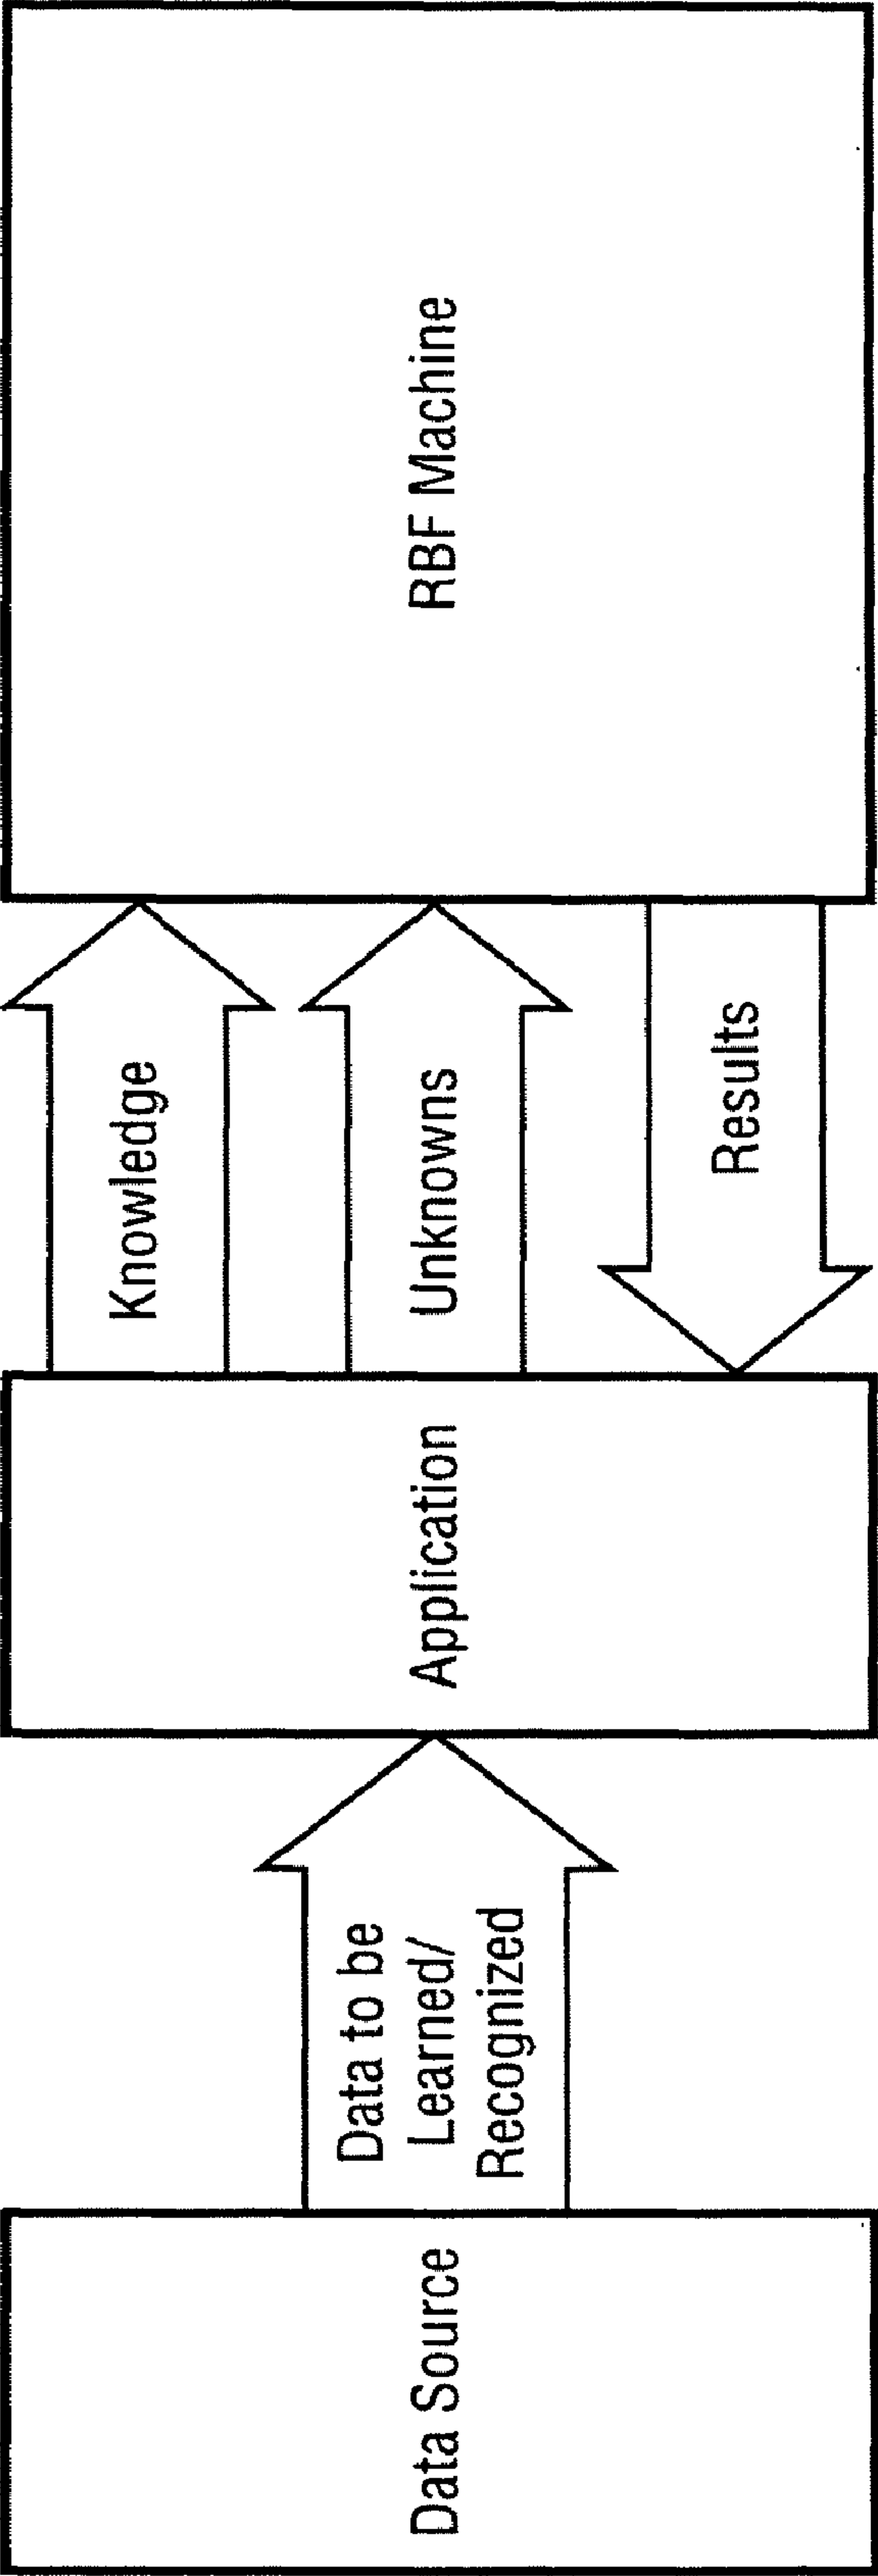 Data Source
Data to be
Learned/
Recognized
Application
Knowledge
Unknowns
Results
RBF Machine